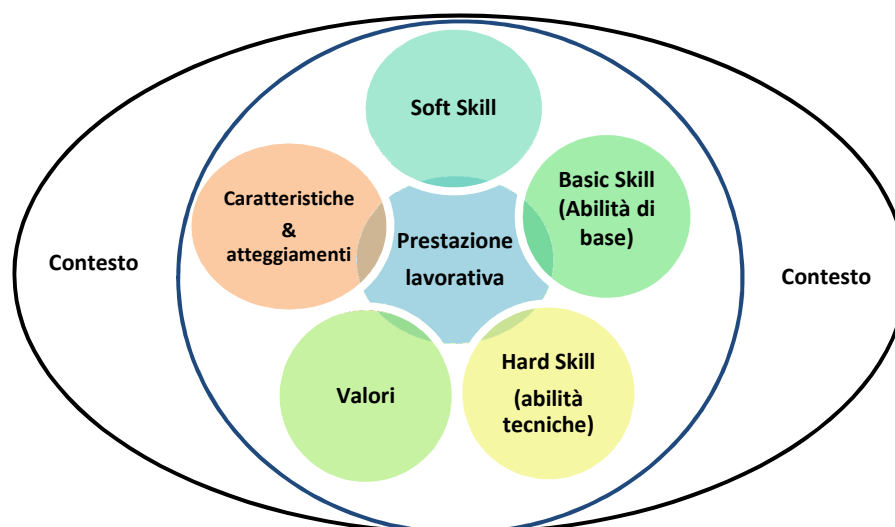 Soft Skill
Basic Skill
(Abilità di
base)
Caratteristiche
&
atteggiamenti
Prestazione
lavorativa
Contesto
Contesto
Hard Skill
(abilità
tecniche)
Valori